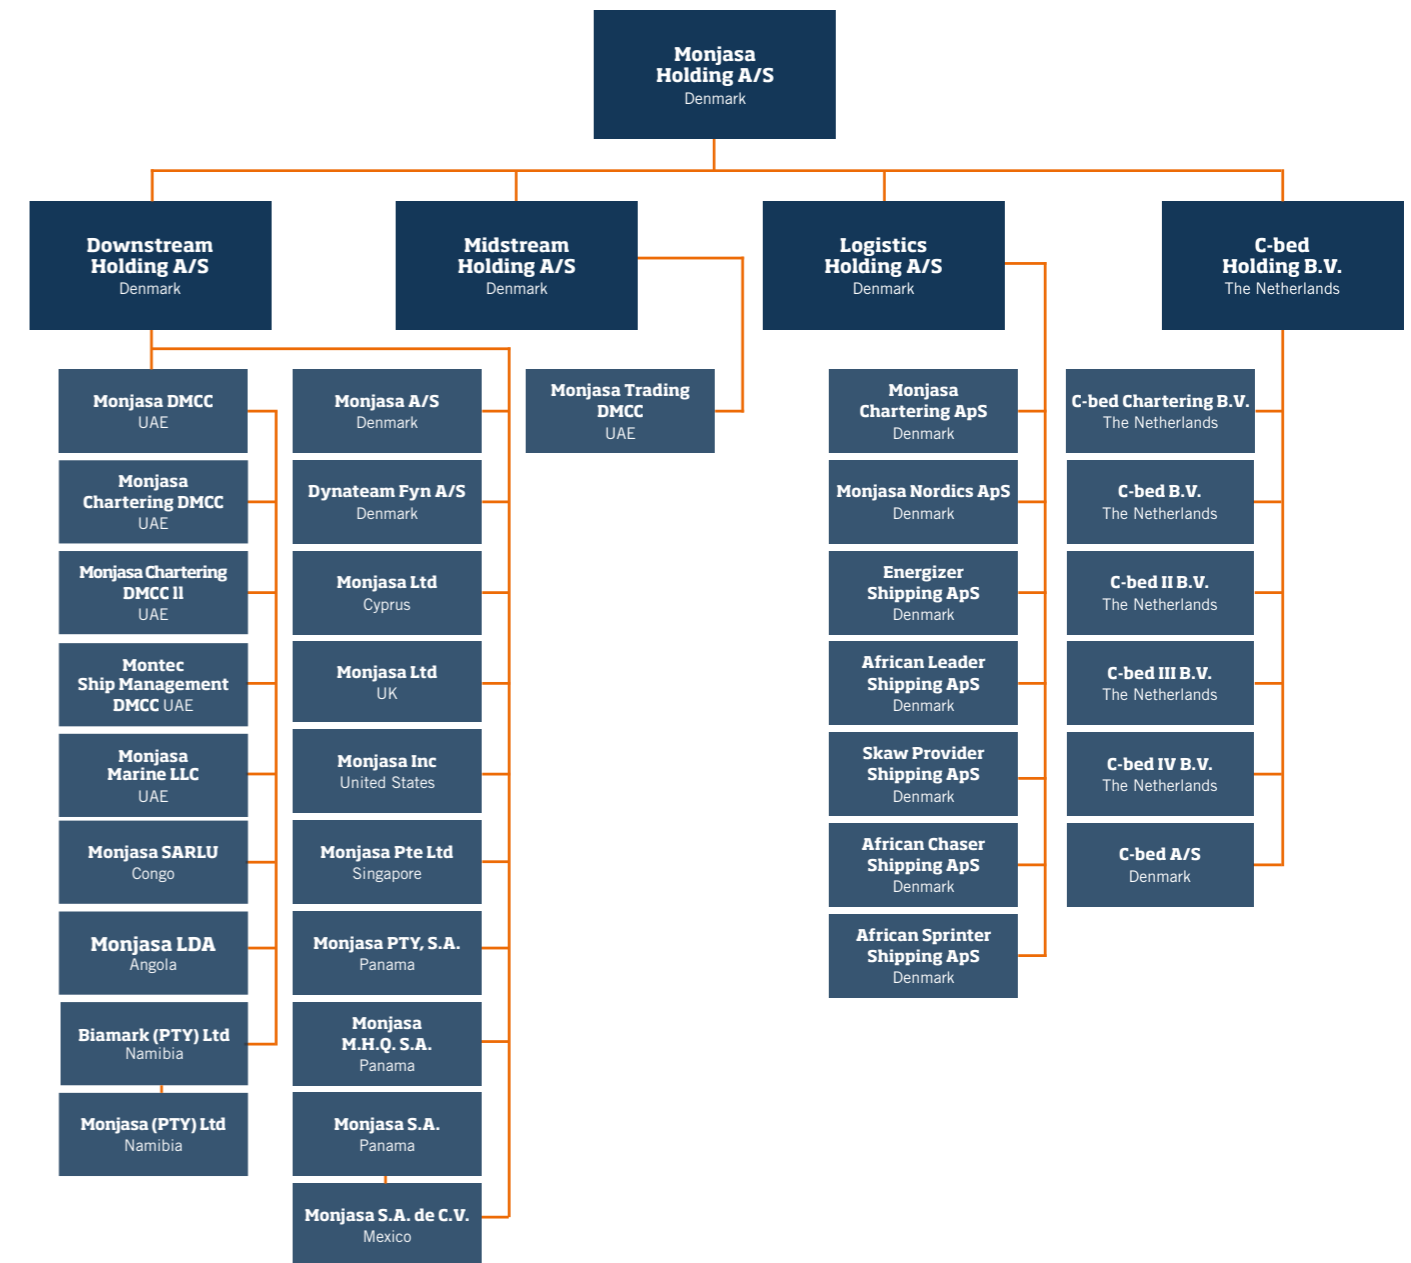 Monjasa
Holding A/S
Denmark
Downstream
Holding A/S
Denmark
Midstream
Holding A/S
Denmark
Logistics
Holding A/S
Denmark
C-bed
Holding B.V.
The Netherlands
Monjasa DMCC
UAE
Monjasa
Chartering DMCC
UAE
Monjasa Chartering
DMCC ll
UAE
Montec
Ship Management
DMCC UAE
Monjasa
Marine LLC
UAE
Monjasa SARLU
Congo
Monjasa LDA
Angola
Biamark (PTY) Ltd
Namibia
Monjasa (PTY) Ltd
Namibia
Monjasa A/S
Denmark
Dynateam Fyn A/S
Denmark
Monjasa Ltd
Cyprus
Monjasa Ltd
UK
Monjasa Inc
United States
Monjasa Pte Ltd
Singapore
Monjasa PTY, S.A.
Panama
Monjasa
M.H.Q. S.A.
Panama
Monjasa S.A.
Panama
Monjasa S.A. de C.V.
Mexico
Monjasa Trading
DMCC
UAE
Monjasa
Chartering ApS
Denmark
Monjasa Nordics ApS
Denmark
Energizer
Shipping ApS
Denmark
African Leader
Shipping ApS
Denmark
Skaw Provider
Shipping ApS
Denmark
African Chaser
Shipping ApS
Denmark
African Sprinter
Shipping ApS
Denmark
C-bed Chartering B.V.
The Netherlands
C-bed B.V.
The Netherlands
C-bed II B.V.
The Netherlands
C-bed III B.V.
The Netherlands
C-bed IV B.V.
The Netherlands
C-bed A/S
Denmark